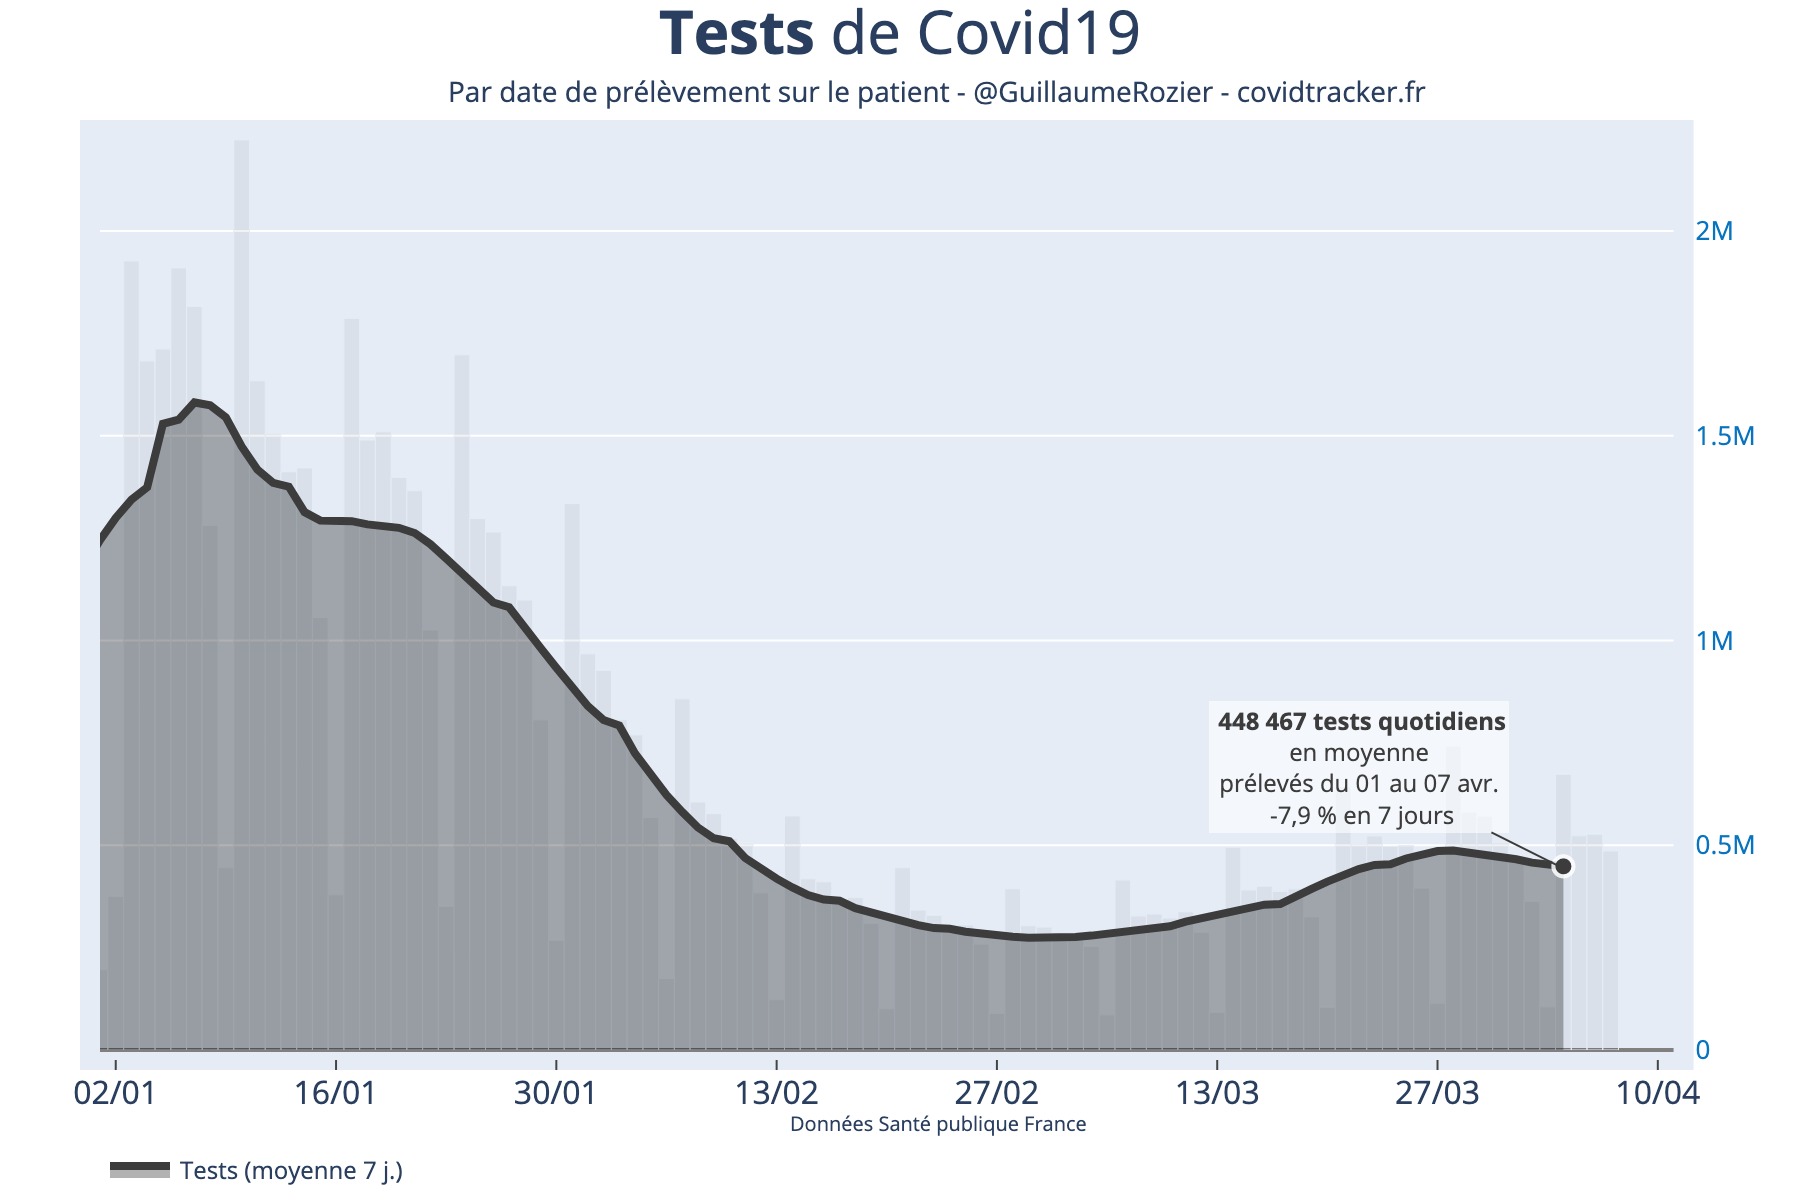 Tests de Covid19
Par date de prélèvement sur le patient - @GuillaumeRozier - covidtracker.fr
2M
1.5M
1M
0.5M
0
448 467 tests quotidiens
en moyenne
prélevés du 01 au 07 avr.
-7,9 % en 7 jours
02/01 16/01 30/01 13/02 27/02 13/03 27/03 10/04
Données Santé publique France
Tests (moyenne 7 j.)